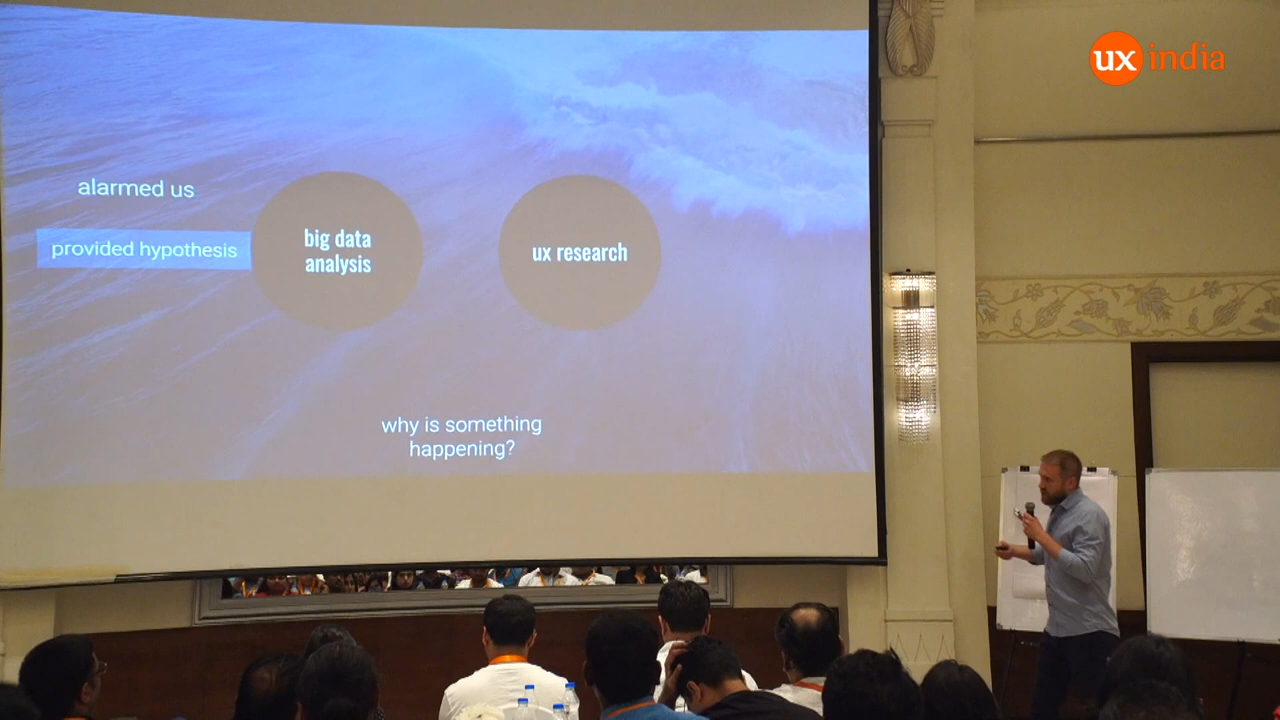 ux india
alarmed us
provided hypothesis
big data
analysis
ux research
why is something
happening?